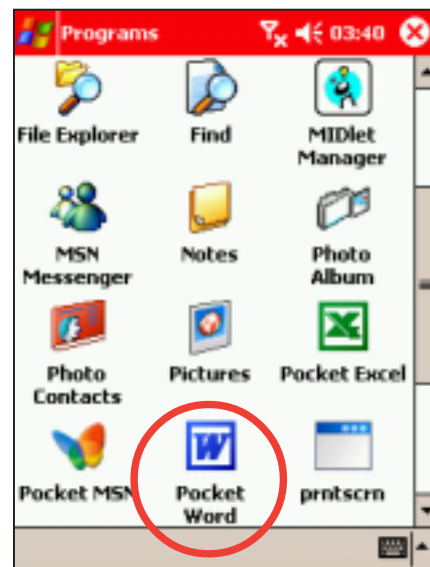 Programs 03:40
File Explorer Find MIDlet
Manager
MSN Notes Photo
Messenger Album
Photo Pictures Pocket Excel
Contacts
Pocket MSN Pocket prntscrn
Word